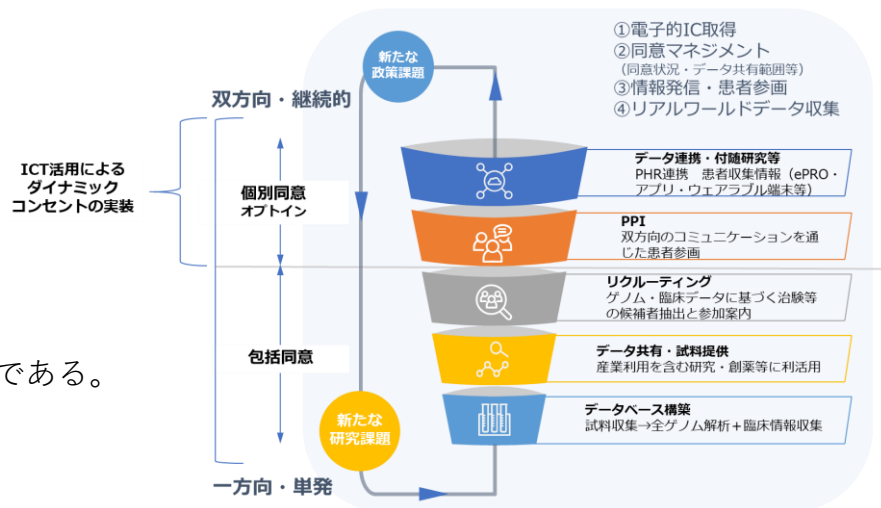 ①電子的IC取得
②同意マネジメント
(同意状況・データ共有範囲等)
③情報発信・患者参画
④リアルワールドデータ収集
新たな
政策課題
双方向・継続的
ICT活用による
ダイナミック
コンセントの実装
個別同意
オプトイン
データ連携・付随研究等
PHR連携　患者収集情報（ePRO・
アプリ・ウェアラブル端末等）
PPI
双方向のコミュニケーションを通
じた患者参画
リクルーティング
ゲノム・臨床データに基づく治験等
の候補者抽出と参加案内
包括同意
データ共有・試料提供
産業利用を含む研究・創薬等に利活用
である。
新たな
研究課題
データベース構築
試料収集→全ゲノム解析＋臨床情報収集
一方向・単発